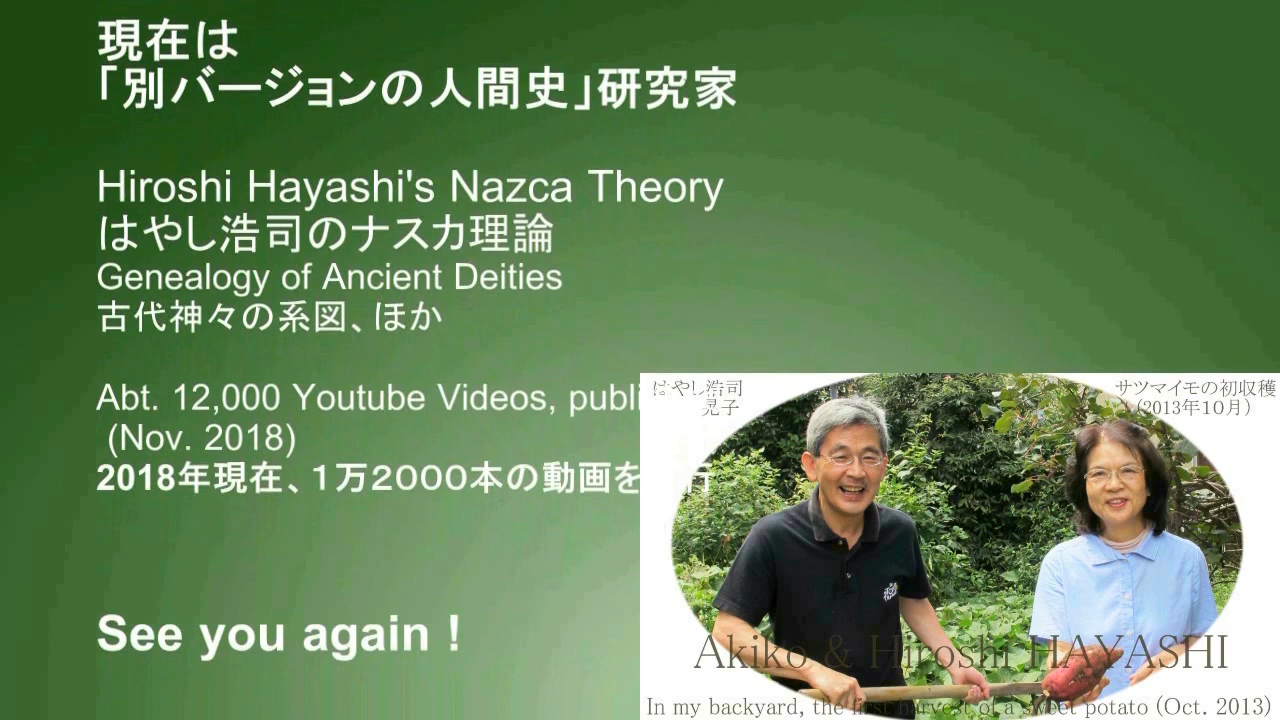 現在は
「別バージョンの人間史」研究家
Hiroshi Hayashi's Nazca Theory
はやし浩司のナスカ理論
Genealogy of Ancient Deities
古代神々の系図、ほか
Abt. 12,000 Youtube Videos, publi
(Nov. 2018)
2018年現在、１万２０００本の動画を
See you again !
はやし浩司
晃子
サツマイモの初収穫
(2013年10月)
Akiko & Hiroshi HAYASHI
In my backyard, the first harvest of a sweet potato (Oct. 2013)